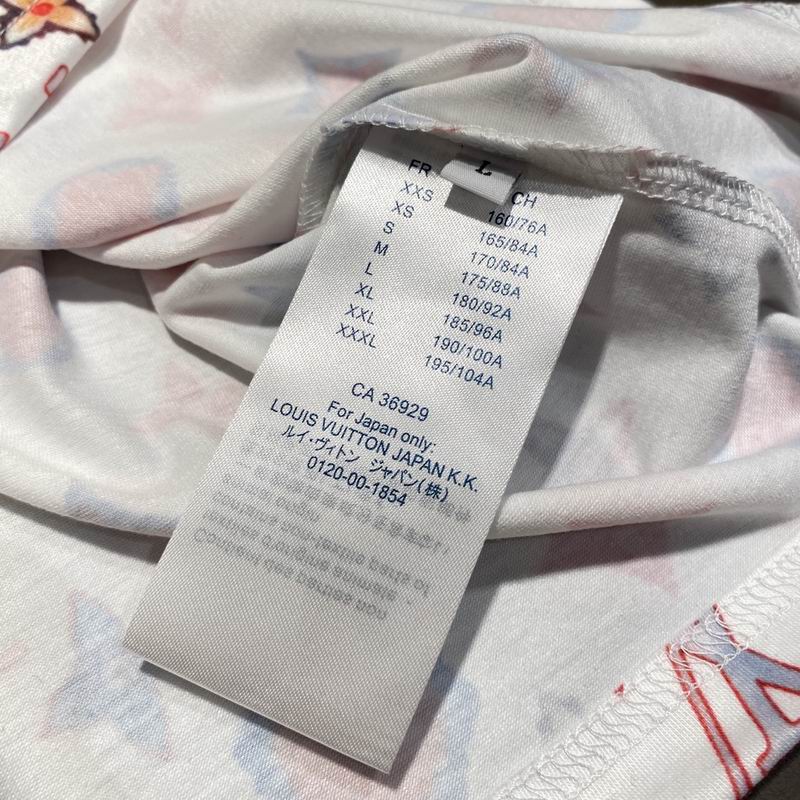 L
FR CH
XXS 160/76A
XS 165/84A
S 170/84A
M 175/88A
L 180/92A
XL 185/96A
XXL 190/100A
XXXL 195/104A
CA 36929
For Japan only:
LOUIS VUITTON JAPAN K.K.
ルイ・ヴィトン ジャパン(株)
0120-00-1854